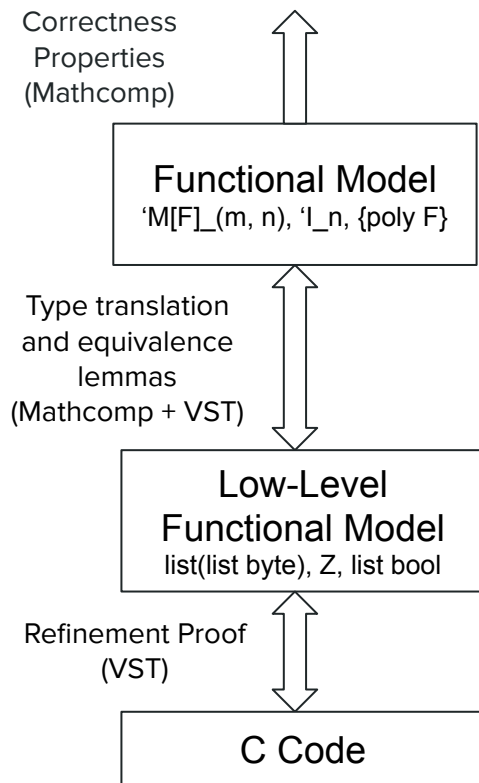 Correctness
Properties
(Mathcomp)
Functional Model
‘M[F]_(m, n), ‘I_n, {poly F}
Type translation
and equivalence
lemmas
(Mathcomp + VST)
Low-Level
Functional Model
list(list byte), Z, list bool
Refinement Proof
(VST)
C Code